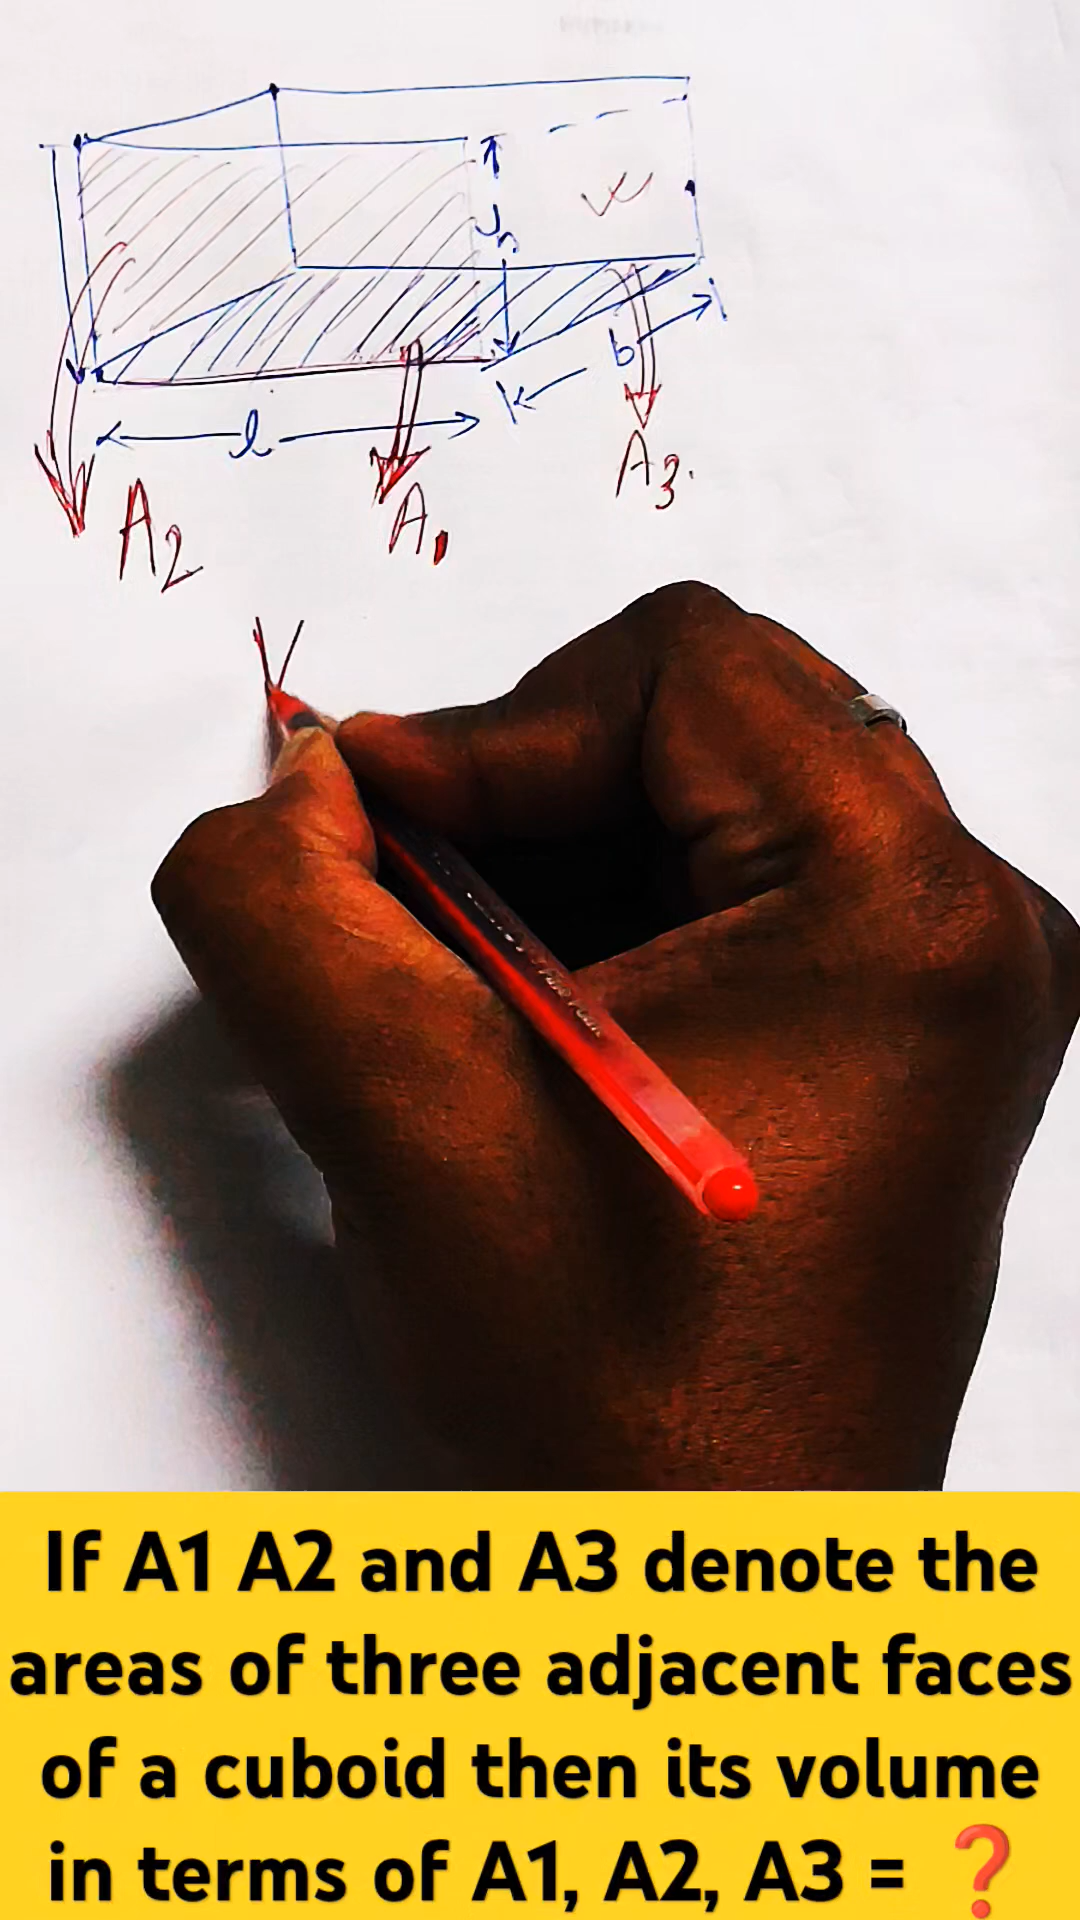 h
b
l
A3.
A2
A1
V
If A1 A2 and A3 denote the
areas of three adjacent faces
of a cuboid then its volume
in terms of A1, A2, A3 = ❓